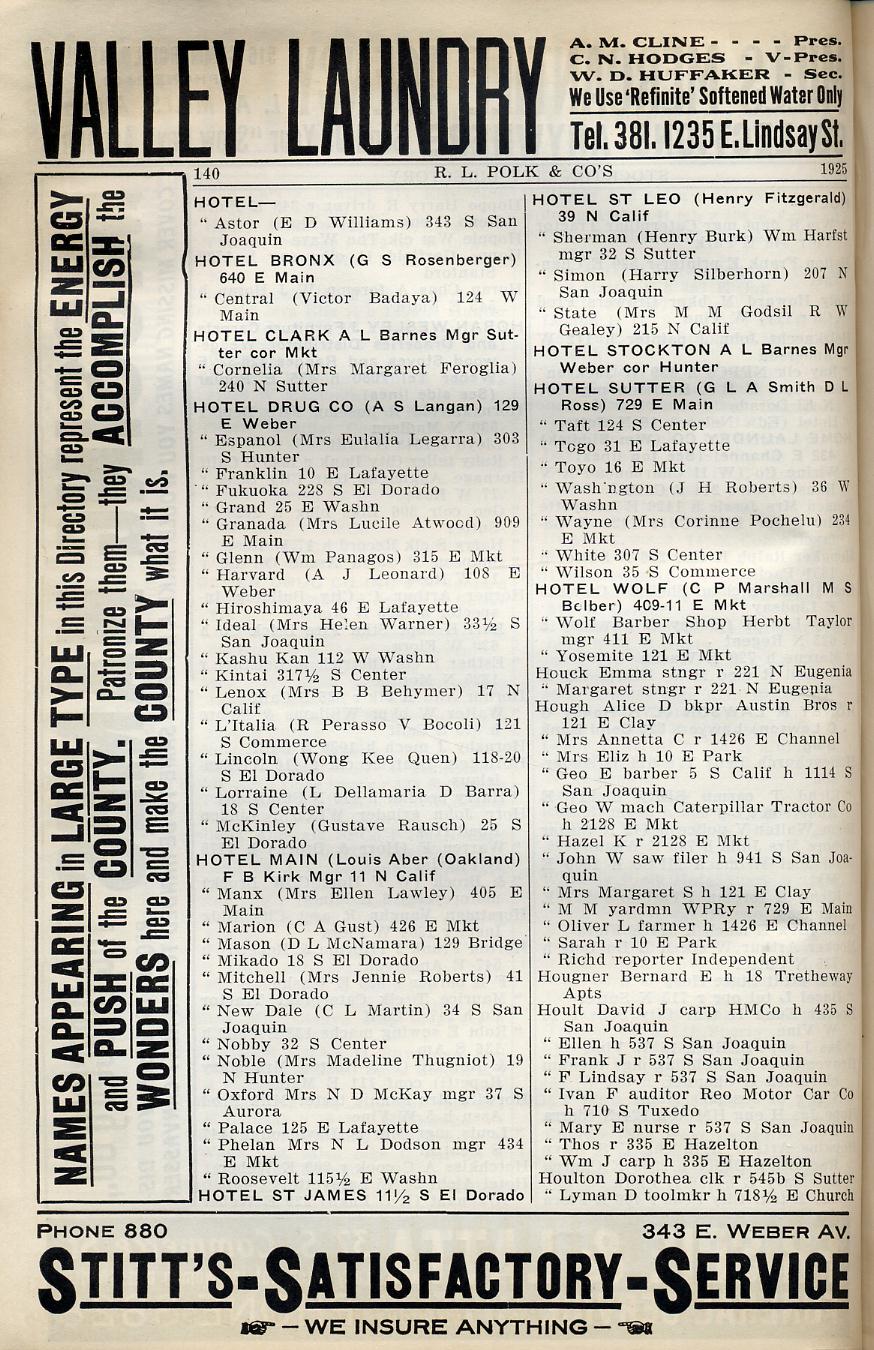 VALLEY LAUNDRY
A. M. CLINE - - - - Pres.
C. N. HODGES - V-Pres.
W. D. HUFFAKER - Sec.
We Use 'Refinite' Softened Water Only
Tel. 381. 1235 E. Lindsay St.
140 R. L. POLK & CO'S 1925
NAMES APPEARING in LARGE TYPE in this Directory represent the ENERGY
and PUSH of the COUNTY. Patronize them—they ACCOMPLISH the
WONDERS here and make the COUNTY what it is.
HOTEL—
" Astor (E D Williams) 343 S San
Joaquin
HOTEL BRONX (G S Rosenberger)
640 E Main
" Central (Victor Badaya) 124 W
Main
HOTEL CLARK A L Barnes Mgr Sut-
ter cor Mkt
" Cornelia (Mrs Margaret Feroglia)
240 N Sutter
HOTEL DRUG CO (A S Langan) 129
E Weber
" Espanol (Mrs Eulalia Legarra) 303
S Hunter
" Franklin 10 E Lafayette
" Fukuoka 228 S El Dorado
" Grand 25 E Washn
" Granada (Mrs Lucile Atwood) 909
E Main
" Glenn (Wm Panagos) 315 E Mkt
" Harvard (A J Leonard) 108 E
Weber
" Hiroshimaya 46 E Lafayette
" Ideal (Mrs Helen Warner) 33½ S
San Joaquin
" Kashu Kan 112 W Washn
" Kintai 317½ S Center
" Lenox (Mrs B B Behymer) 17 N
Calif
" L'Italia (R Perasso V Bocoli) 121
S Commerce
" Lincoln (Wong Kee Quen) 118-20
S El Dorado
" Lorraine (L Dellamaria D Barra)
18 S Center
" McKinley (Gustave Rausch) 25 S
El Dorado
HOTEL MAIN (Louis Aber (Oakland)
F B Kirk Mgr 11 N Calif
" Manx (Mrs Ellen Lawley) 405 E
Main
" Marion (C A Gust) 426 E Mkt
" Mason (D L McNamara) 129 Bridge
" Mikado 18 S El Dorado
" Mitchell (Mrs Jennie Roberts) 41
S El Dorado
" New Dale (C L Martin) 34 S San
Joaquin
" Nobby 32 S Center
" Noble (Mrs Madeline Thugniot) 19
N Hunter
" Oxford Mrs N D McKay mgr 37 S
Aurora
" Palace 125 E Lafayette
" Phelan Mrs N L Dodson mgr 434
E Mkt
" Roosevelt 115½ E Washn
HOTEL ST JAMES 11½ S El Dorado
HOTEL ST LEO (Henry Fitzgerald)
39 N Calif
" Sherman (Henry Burk) Wm Harfst
mgr 32 S Sutter
" Simon (Harry Silberhorn) 207 N
San Joaquin
" State (Mrs M M Godsil R W
Gealey) 215 N Calif
HOTEL STOCKTON A L Barnes Mgr
Weber cor Hunter
HOTEL SUTTER (G L A Smith D L
Ross) 729 E Main
" Taft 124 S Center
" Togo 31 E Lafayette
" Toyo 16 E Mkt
" Wash'ngton (J H Roberts) 36 W
Washn
" Wayne (Mrs Corinne Pochelu) 234
E Mkt
" White 307 S Center
" Wilson 35 S Commerce
HOTEL WOLF (C P Marshall M S
Bolber) 409-11 E Mkt
" Wolf Barber Shop Herbt Taylor
mgr 411 E Mkt
" Yosemite 121 E Mkt
Houck Emma stngr r 221 N Eugenia
" Margaret stngr r 221 N Eugenia
Hough Alice D bkpr Austin Bros r
121 E Clay
" Mrs Annetta C r 1426 E Channel
" Mrs Eliz h 10 E Park
" Geo E barber 5 S Calif h 1114 S
San Joaquin
" Geo W mach Caterpillar Tractor Co
h 2128 E Mkt
" Hazel K r 2128 E Mkt
" John W saw filer h 941 S San Joa-
quin
" Mrs Margaret S h 121 E Clay
" M M yardmn WPRy r 729 E Main
" Oliver L farmer h 1426 E Channel
" Sarah r 10 E Park
" Richd reporter Independent
Hougner Bernard E h 18 Tretheway
Apts
Hoult David J carp HMCo h 435 S
San Joaquin
" Ellen h 537 S San Joaquin
" Frank J r 537 S San Joaquin
" F Lindsay r 537 S San Joaquin
" Ivan F auditor Reo Motor Car Co
h 710 S Tuxedo
" Mary E nurse r 537 S San Joaquin
" Thos r 335 E Hazelton
" Wm J carp h 335 E Hazelton
Houlton Dorothea clk r 545b S Sutter
" Lyman D toolmkr h 718½ E Church
PHONE 880 343 E. WEBER AV.
STITT'S-SATISFACTORY-SERVICE
— WE INSURE ANYTHING —